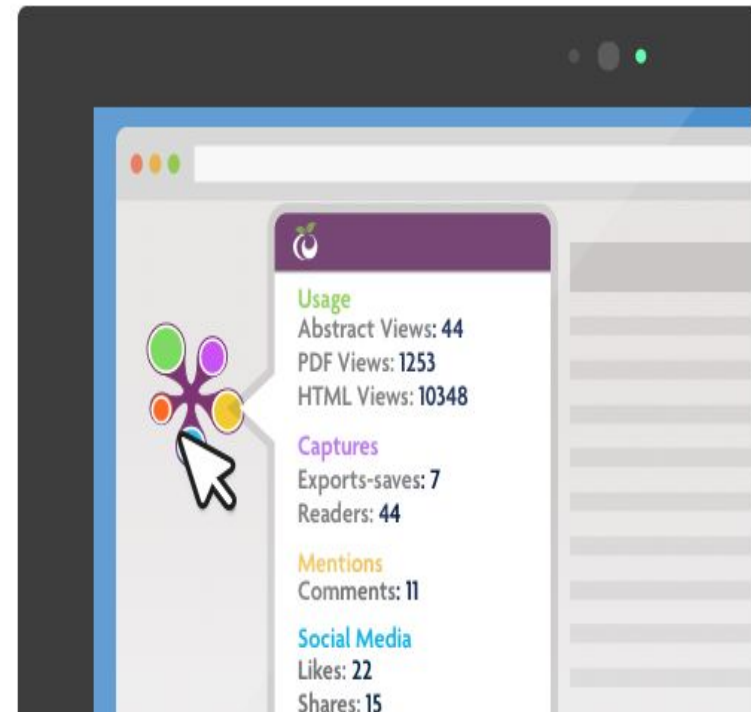 Usage
Abstract Views: 44
PDF Views: 1253
HTML Views: 10348
Captures
Exports-saves: 7
Readers: 44
Mentions
Comments: 11
Social Media
Likes: 22
Shares: 15